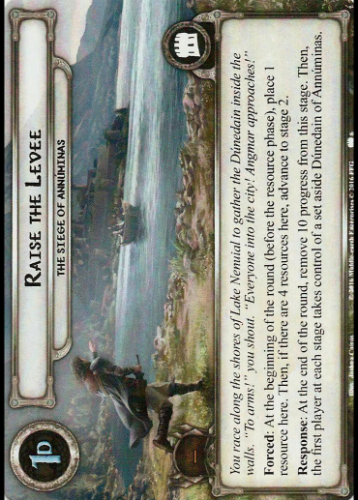 1D
RAISE THE LEVEE
THE SIEGE OF ANNÚMINAS
You race along the shores of Lake Nenuial to gather the Dúnedain inside the
walls. “To arms!” you shout. “Everyone into the city! Angmar approaches!”
Forced: At the beginning of the round (before the resource phase), place 1
resource here. Then, if there are 4 resources here, advance to stage 2.
Response: At the end of the round, remove 10 progress from this stage. Then,
the first player at each stage takes control of a set aside Dúnedain of Annúminas.
© 2016 Middle-earth Enterprises © 2016 FFG